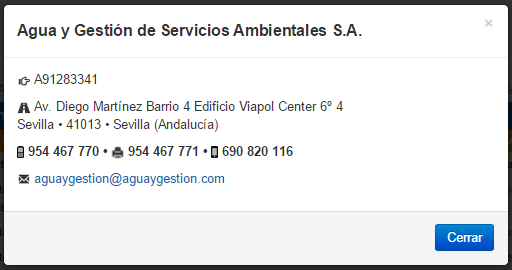 Agua y Gestión de Servicios Ambientales S.A.
×
A91283341
Av. Diego Martínez Barrio 4 Edificio Viapol Center 6º 4
Sevilla • 41013 • Sevilla (Andalucía)
954 467 770 • 954 467 771 • 690 820 116
aguaygestion@aguaygestion.com
Cerrar